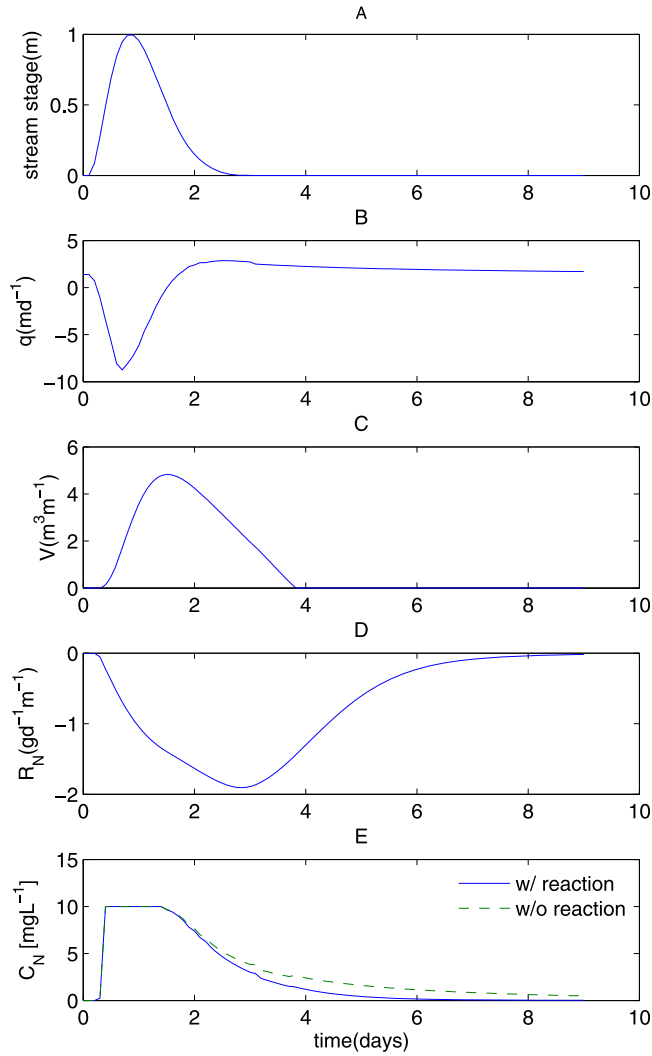 A
stream stage(m)
1
0.5
0
0 2 4 6 8 10
B
q(md⁻¹)
5
0
−5
−10
0 2 4 6 8 10
C
V(m³m⁻¹)
6
4
2
0
0 2 4 6 8 10
D
R_N(gd⁻¹m⁻¹)
0
−1
−2
0 2 4 6 8 10
E
C_N [mgL⁻¹]
15
10
5
0
w/ reaction
w/o reaction
0 2 4 6 8 10
time(days)